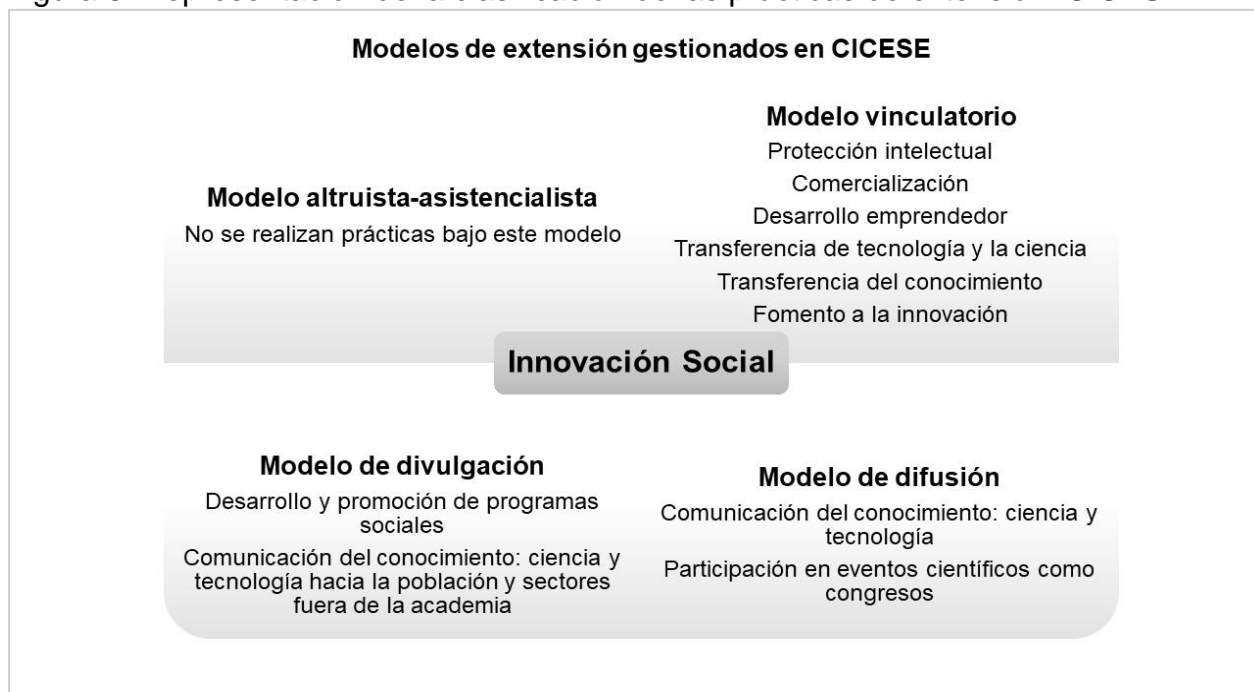 Modelos de extensión gestionados en CICESE
Modelo altruista-asistencialista
No se realizan prácticas bajo este modelo
Modelo vinculatorio
Protección intelectual
Comercialización
Desarrollo emprendedor
Transferencia de tecnología y la ciencia
Transferencia del conocimiento
Fomento a la innovación
Innovación Social
Modelo de divulgación
Desarrollo y promoción de programas
sociales
Comunicación del conocimiento: ciencia y
tecnología hacia la población y sectores
fuera de la academia
Modelo de difusión
Comunicación del conocimiento: ciencia y
tecnología
Participación en eventos científicos como
congresos